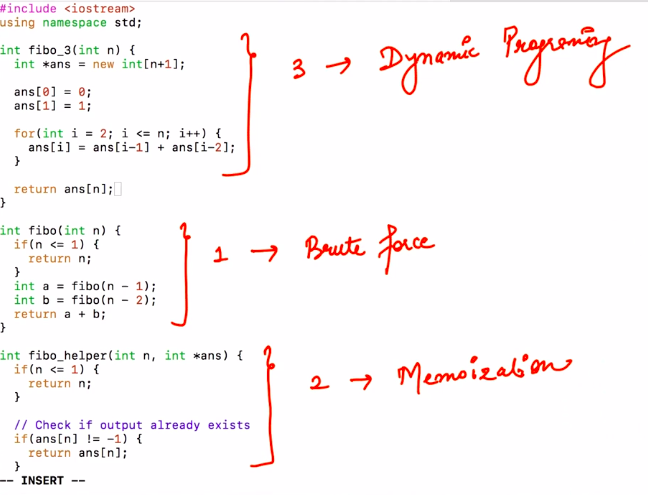 #include <iostream>
using namespace std;
int fibo_3(int n) {
int *ans = new int[n+1];
ans[0] = 0;
ans[1] = 1;
for(int i = 2; i <= n; i++) {
ans[i] = ans[i-1] + ans[i-2];
}
return ans[n];
}
3 → Dynamic Programing
int fibo(int n) {
if(n <= 1) {
return n;
}
int a = fibo(n - 1);
int b = fibo(n - 2);
return a + b;
}
1 → Brute force
int fibo_helper(int n, int *ans) {
if(n <= 1) {
return n;
}
// Check if output already exists
if(ans[n] != -1) {
return ans[n];
}
2 → Memoization
-- INSERT --